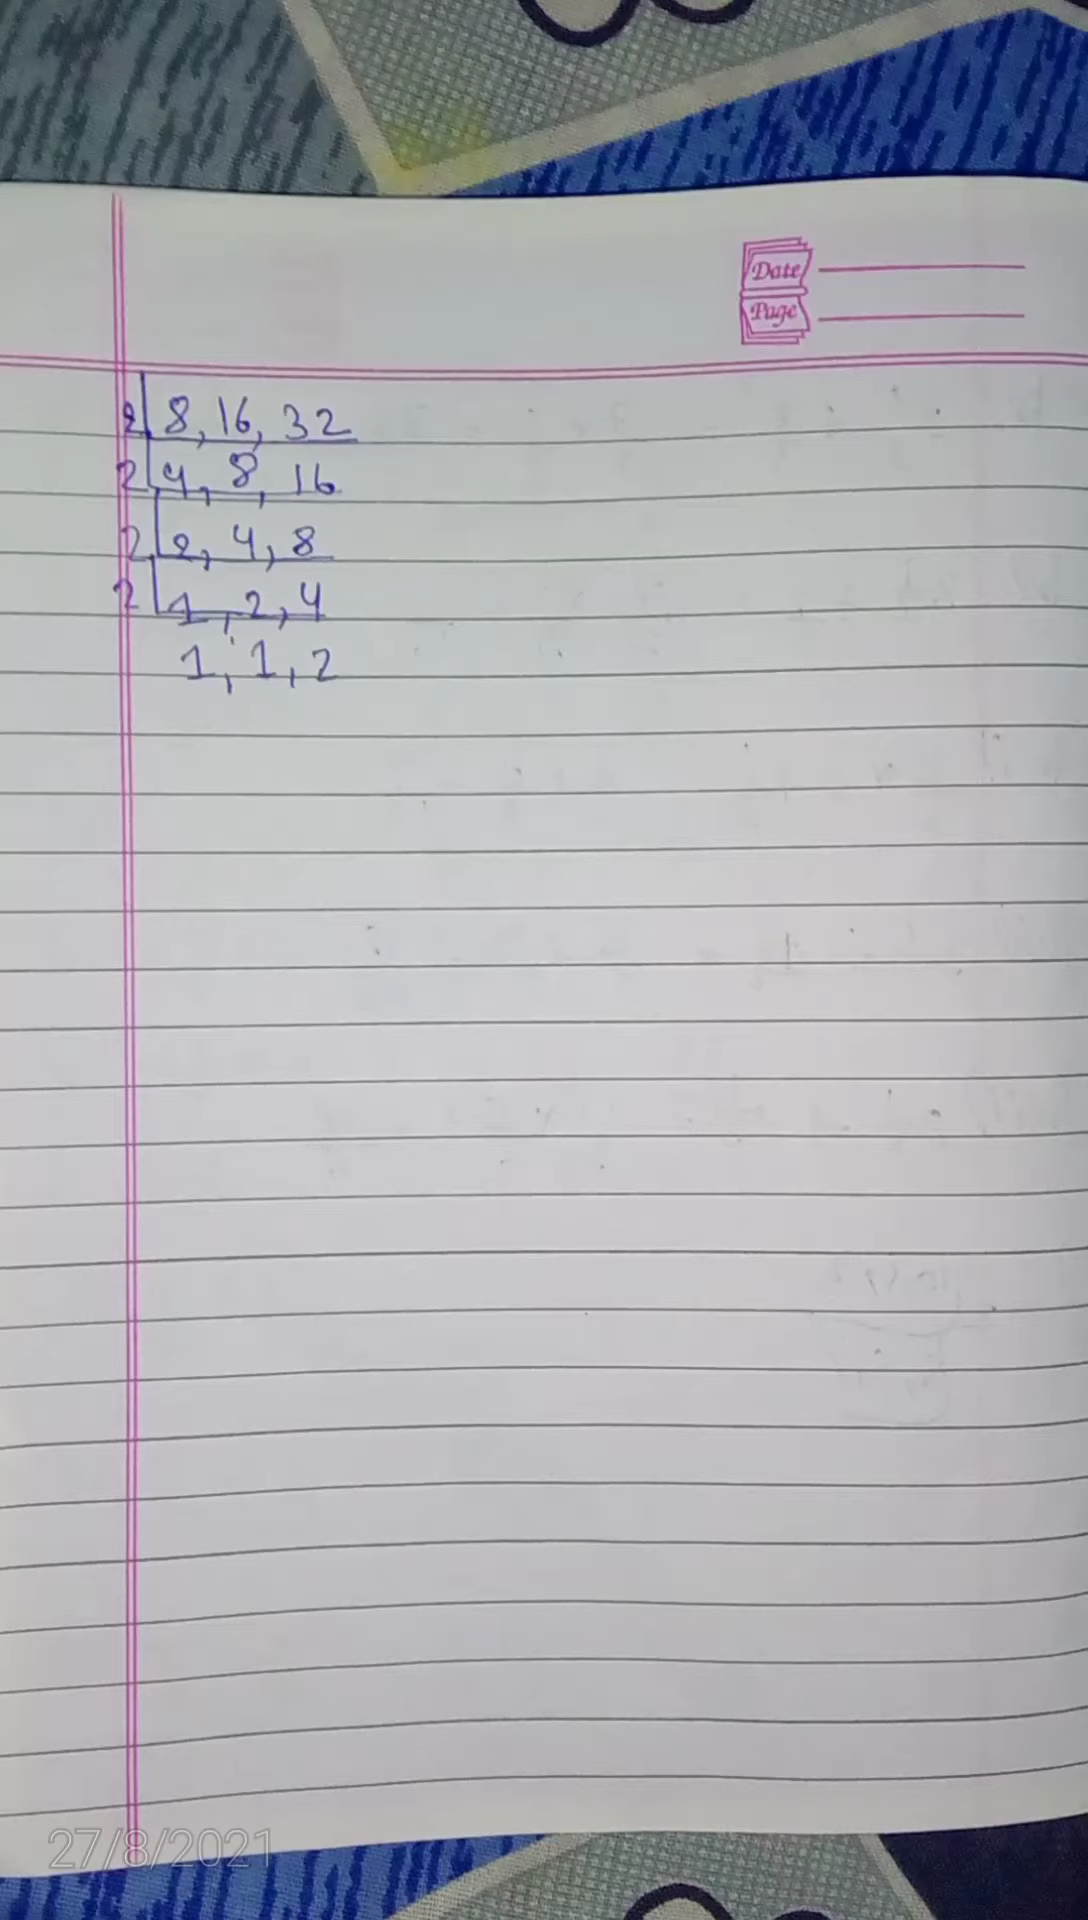 Date
Page
2 8, 16, 32
2 4, 8, 16
2 2, 4, 8
2 1, 2, 4
1, 1, 2
27/8/2021